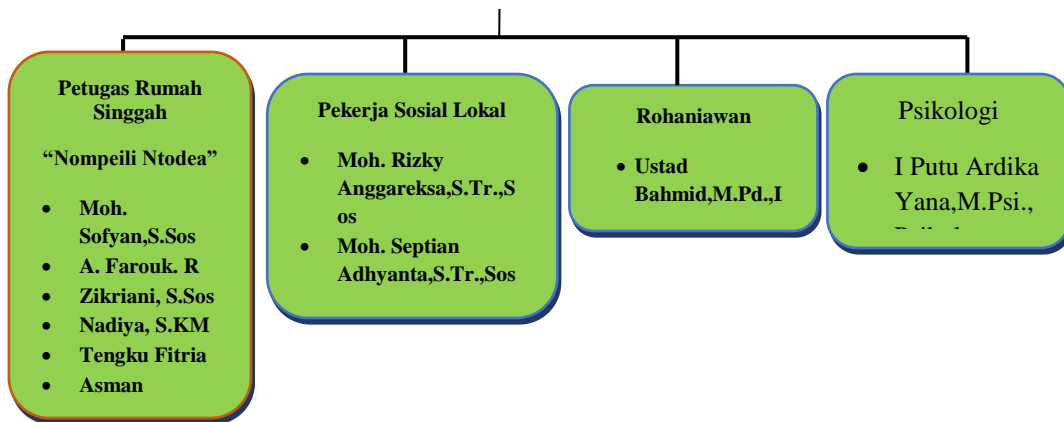 Petugas Rumah
Singgah
“Nompeili Ntodea”
• Moh.
Sofyan,S.Sos
• A. Farouk. R
• Zikriani, S.Sos
• Nadiya, S.KM
• Tengku Fitria
• Asman
Pekerja Sosial Lokal
• Moh. Rizky
Anggareksa,S.Tr.,S
os
• Moh. Septian
Adhyanta,S.Tr.,Sos
Rohaniawan
• Ustad
Bahmid,M.Pd.,I
Psikologi
• I Putu Ardika
Yana,M.Psi.,